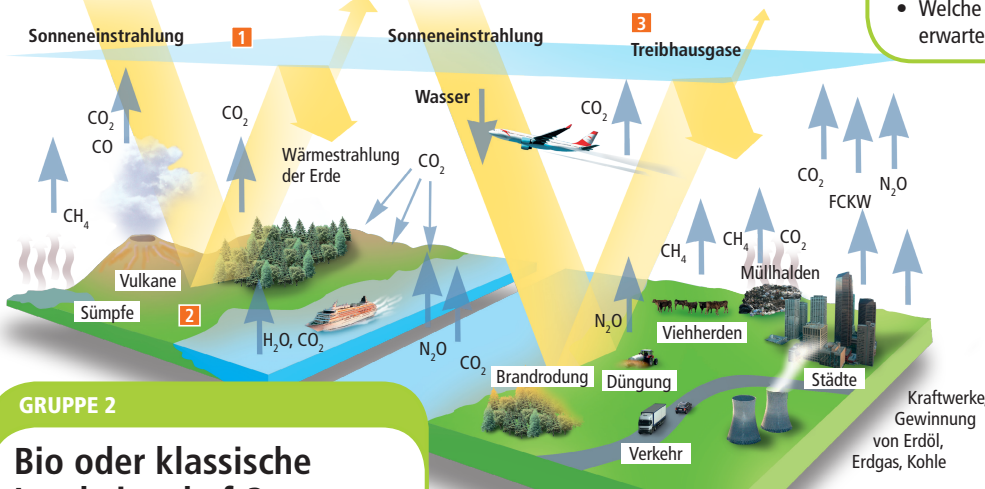 • Welche
erwarte
Sonneneinstrahlung
1
Sonneneinstrahlung
3
Treibhausgase
Wasser
CO₂
CO₂
CO
CO₂
Wärmestrahlung
der Erde
CO₂
CH₄
CO₂
N₂O
FCKW
CH₄
CH₄
CO₂
Müllhalden
Vulkane
Sümpfe
2
H₂O, CO₂
N₂O
CO₂
N₂O
Viehherden
Brandrodung
Düngung
Städte
Verkehr
Kraftwerke,
Gewinnung
von Erdöl,
Erdgas, Kohle
GRUPPE 2
Bio oder klassische